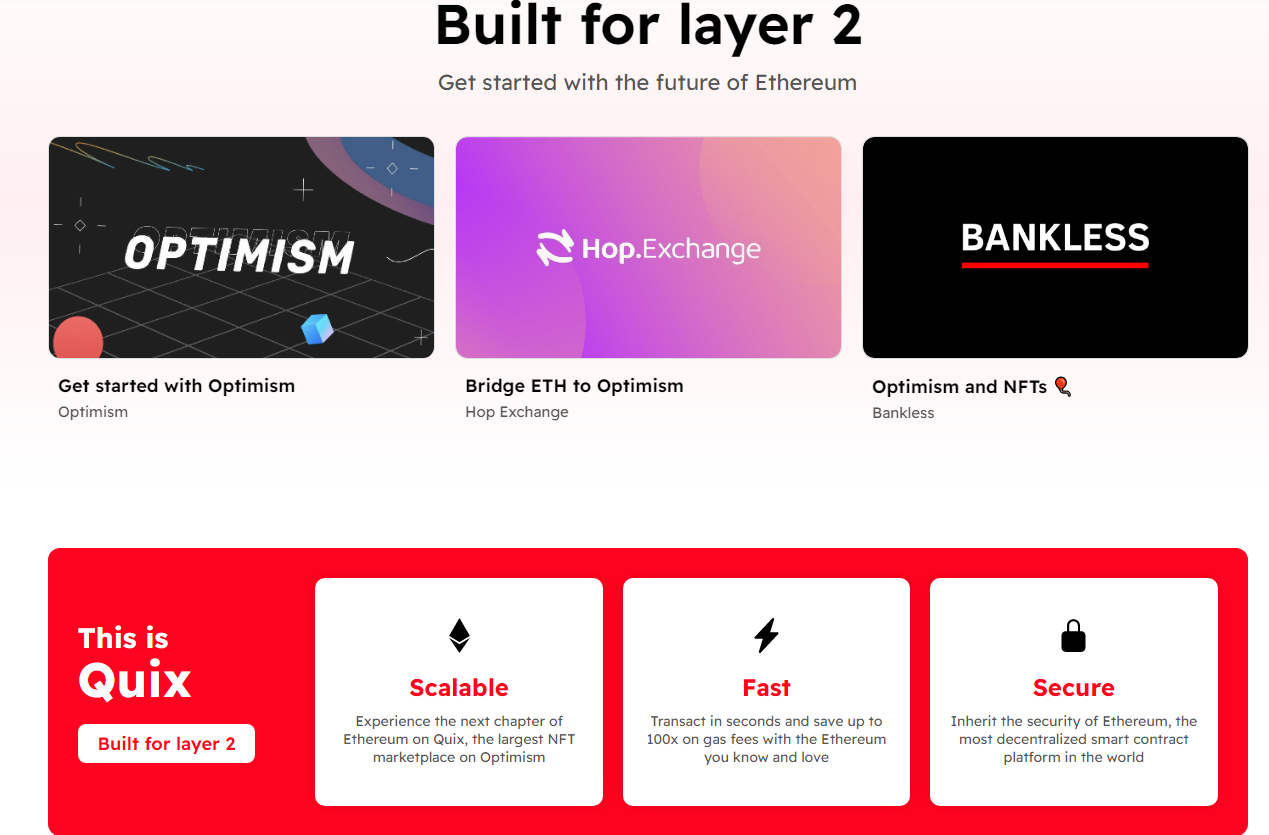 Built for layer 2
Get started with the future of Ethereum
OPTIMISM
Hop.Exchange
BANKLESS
Get started with Optimism
Optimism
Bridge ETH to Optimism
Hop Exchange
Optimism and NFTs
Bankless
This is
Quix
Built for layer 2
Scalable
Experience the next chapter of
Ethereum on Quix, the largest NFT
marketplace on Optimism
Fast
Transact in seconds and save up to
100x on gas fees with the Ethereum
you know and love
Secure
Inherit the security of Ethereum, the
most decentralized smart contract
platform in the world